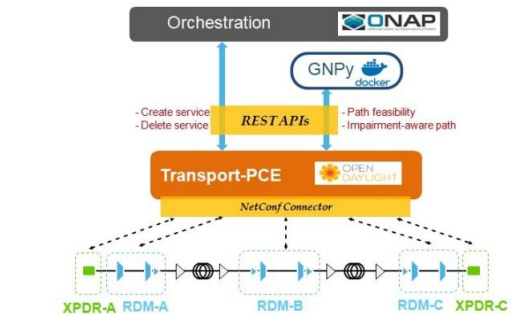 Orchestration
ONAP
GNPy
docker
- Create service
- Delete service
REST APIs
- Path feasibility
- Impairment-aware path
Transport-PCE
OPEN
DAYLIGHT
NetConf Connector
XPDR-A
RDM-A
RDM-B
RDM-C
XPDR-C